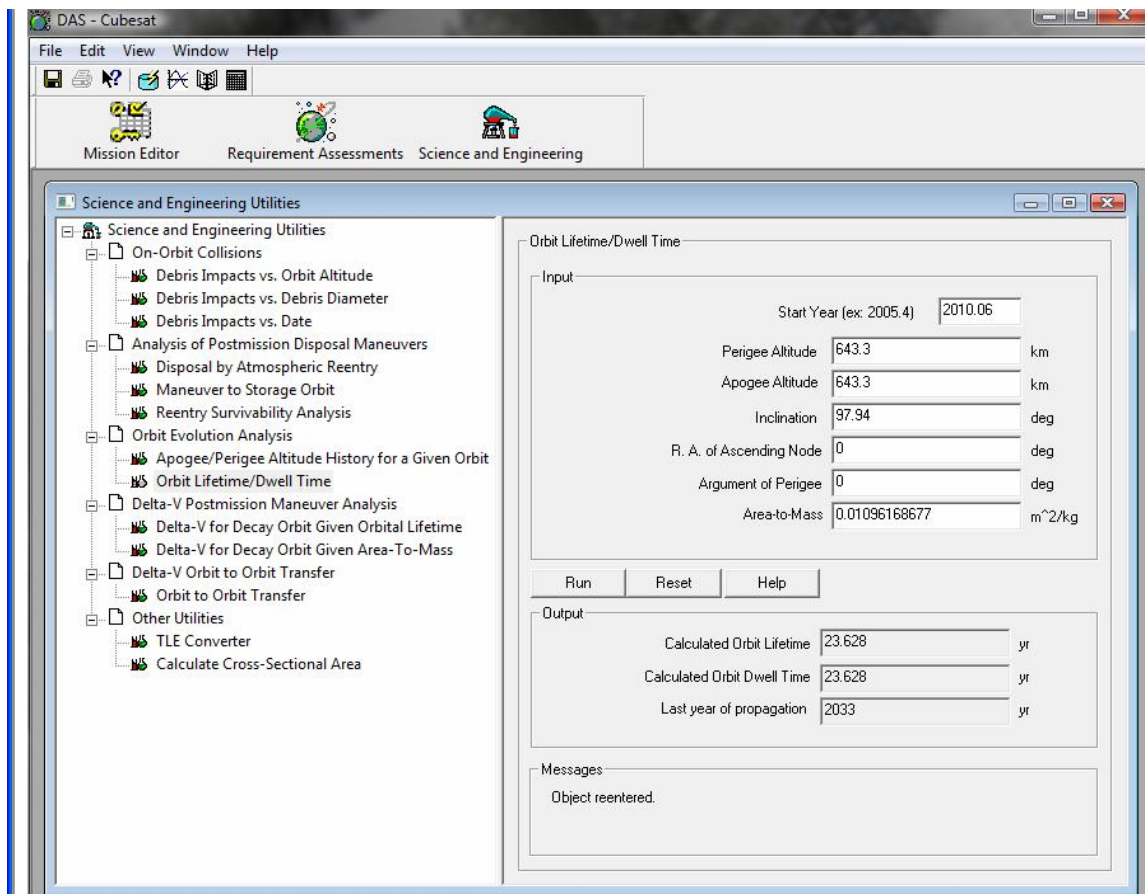 DAS - Cubesat
File Edit View Window Help
Mission Editor Requirement Assessments Science and Engineering
Science and Engineering Utilities
Science and Engineering Utilities
On-Orbit Collisions
Debris Impacts vs. Orbit Altitude
Debris Impacts vs. Debris Diameter
Debris Impacts vs. Date
Analysis of Postmission Disposal Maneuvers
Disposal by Atmospheric Reentry
Maneuver to Storage Orbit
Reentry Survivability Analysis
Orbit Evolution Analysis
Apogee/Perigee Altitude History for a Given Orbit
Orbit Lifetime/Dwell Time
Delta-V Postmission Maneuver Analysis
Delta-V for Decay Orbit Given Orbital Lifetime
Delta-V for Decay Orbit Given Area-To-Mass
Delta-V Orbit to Orbit Transfer
Orbit to Orbit Transfer
Other Utilities
TLE Converter
Calculate Cross-Sectional Area
Orbit Lifetime/Dwell Time
Input
Start Year (ex: 2005.4) 2010.06
Perigee Altitude 643.3 km
Apogee Altitude 643.3 km
Inclination 97.94 deg
R. A. of Ascending Node 0 deg
Argument of Perigee 0 deg
Area-to-Mass 0.01096168677 m^2/kg
Run Reset Help
Output
Calculated Orbit Lifetime 23.628 yr
Calculated Orbit Dwell Time 23.628 yr
Last year of propagation 2033 yr
Messages
Object reentered.